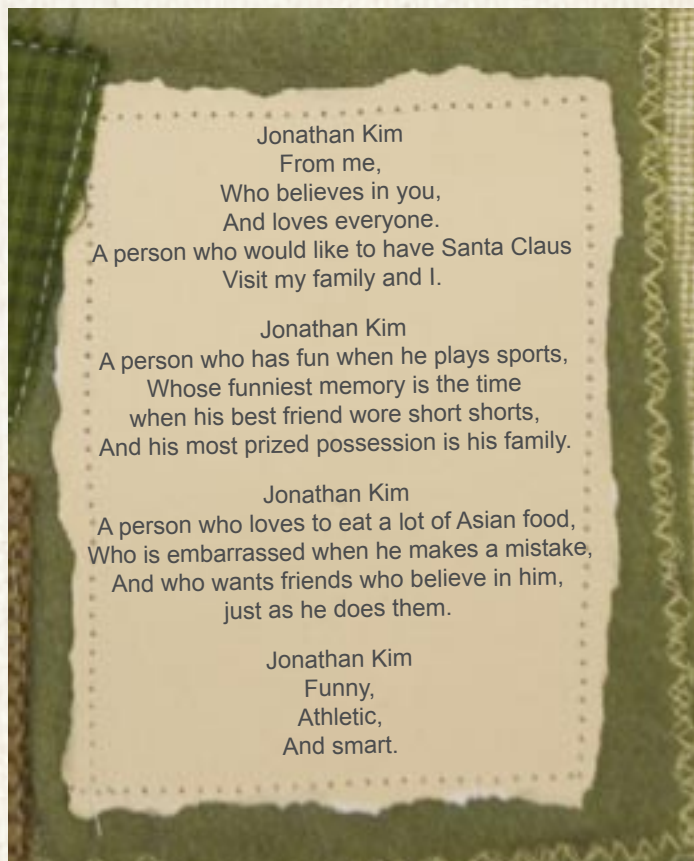 Jonathan Kim
From me,
Who believes in you,
And loves everyone.
A person who would like to have Santa Claus
Visit my family and I.
Jonathan Kim
A person who has fun when he plays sports,
Whose funniest memory is the time
when his best friend wore short shorts,
And his most prized possession is his family.
Jonathan Kim
A person who loves to eat a lot of Asian food,
Who is embarrassed when he makes a mistake,
And who wants friends who believe in him,
just as he does them.
Jonathan Kim
Funny,
Athletic,
And smart.